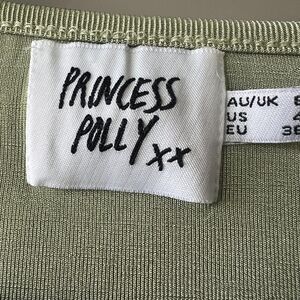 PRINCESS
POLLY xx
AU/UK
US 4
EU